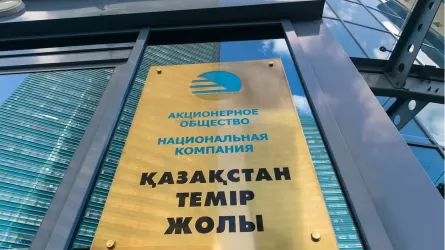 АКЦИОНЕРНОЕ
ОБЩЕСТВО
НАЦИОНАЛЬНАЯ
КОМПАНИЯ
ҚАЗАҚСТАН
ТЕМІР
ЖОЛЫ